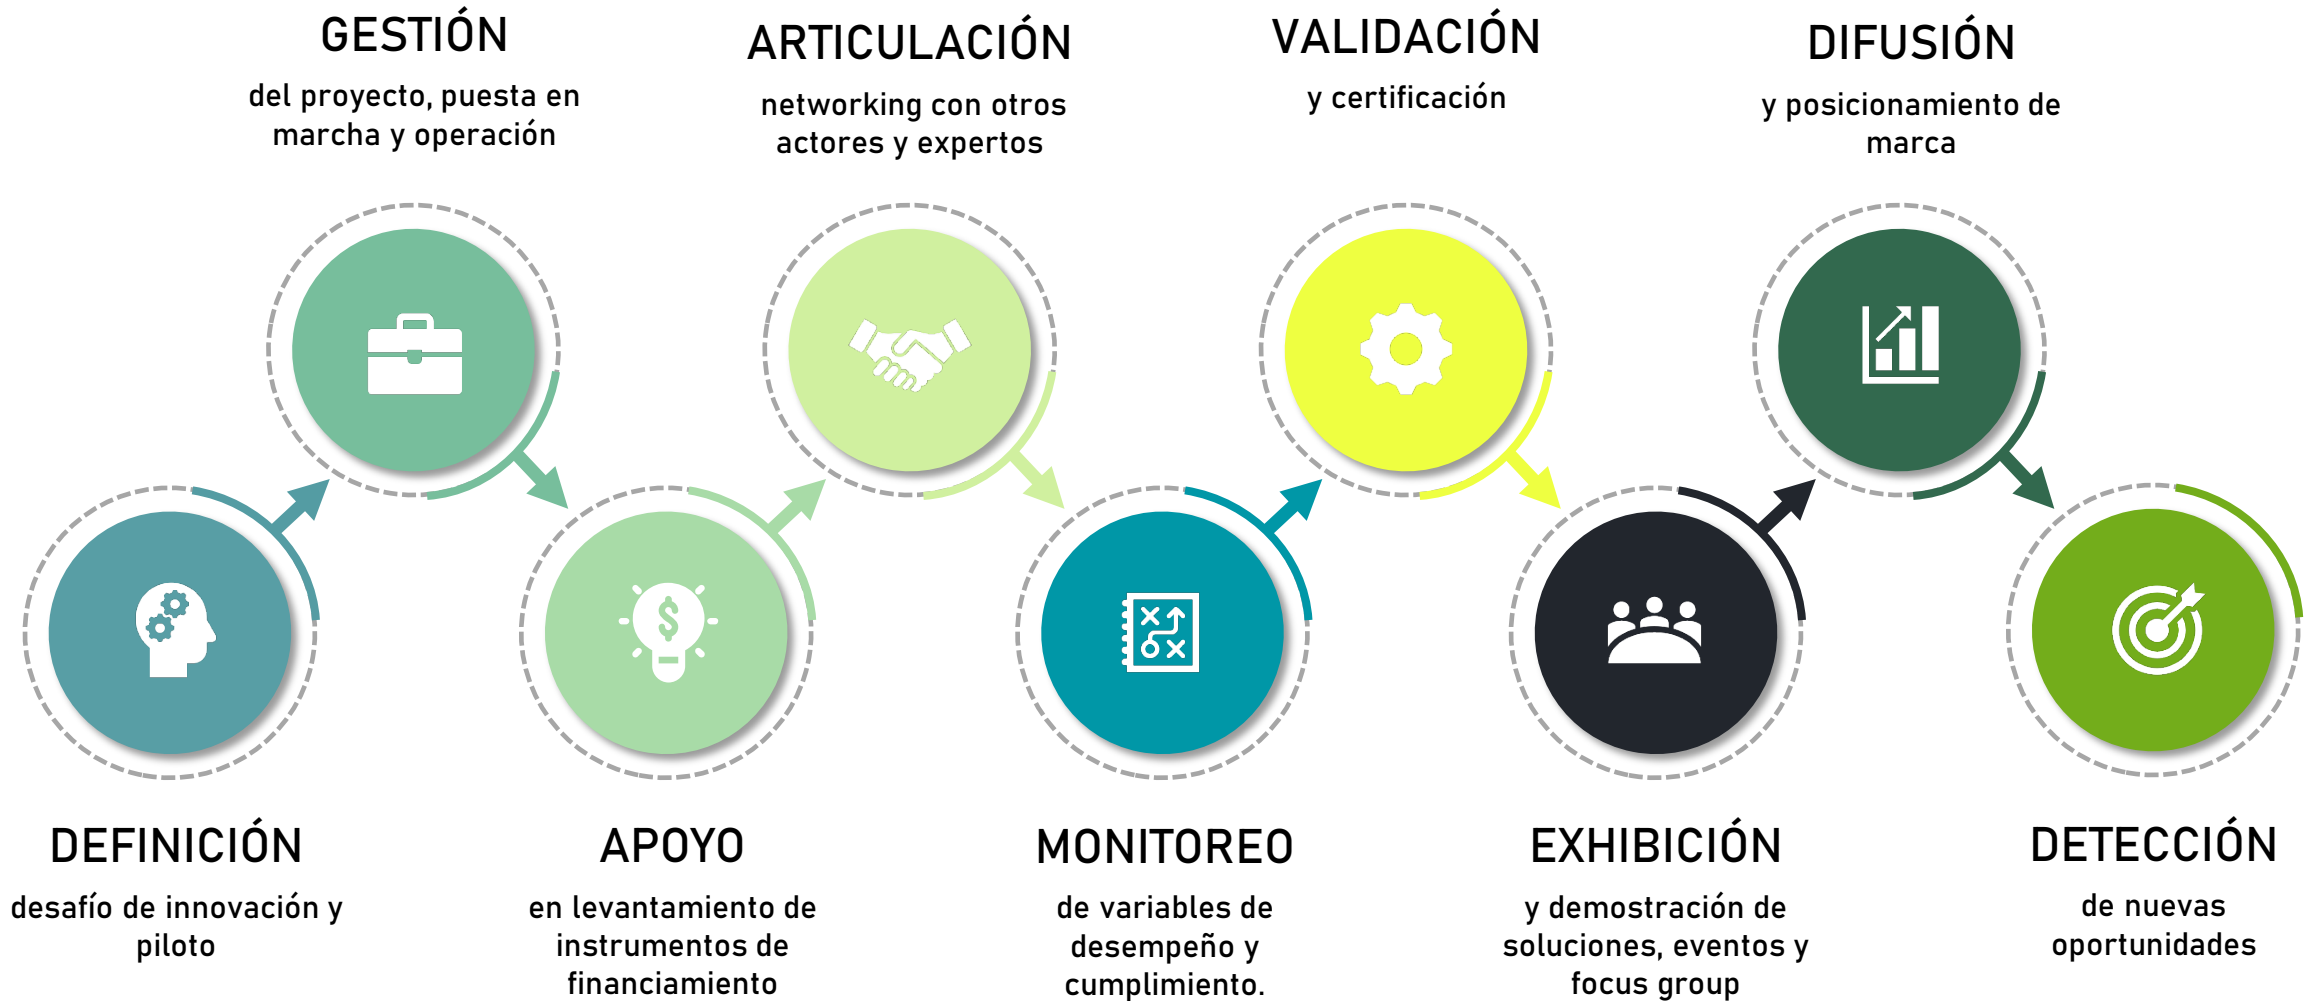 GESTIÓN
del proyecto, puesta en
marcha y operación
ARTICULACIÓN
networking con otros
actores y expertos
VALIDACIÓN
y certificación
DIFUSIÓN
y posicionamiento de
marca
$
DEFINICIÓN
desafío de innovación y
piloto
APOYO
en levantamiento de
instrumentos de
financiamiento
MONITOREO
de variables de
desempeño y
cumplimiento.
EXHIBICIÓN
y demostración de
soluciones, eventos y
focus group
DETECCIÓN
de nuevas
oportunidades